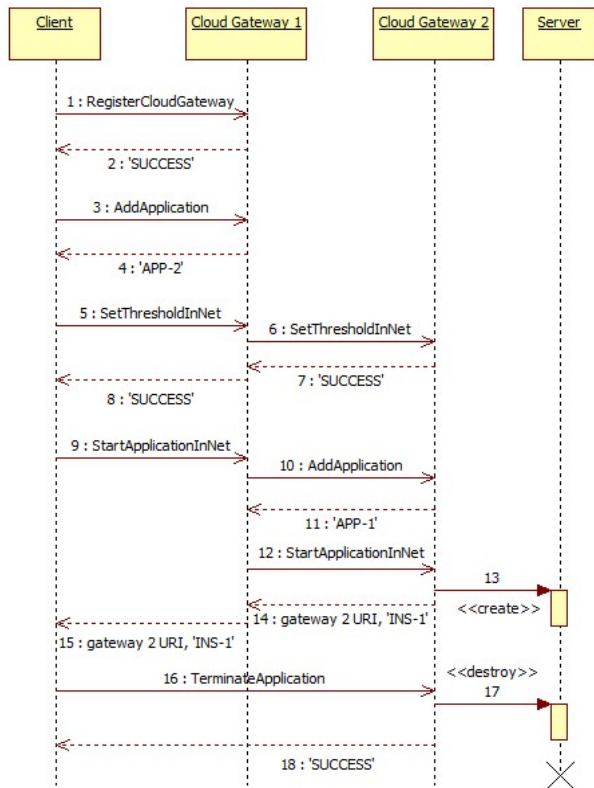 Client
Cloud Gateway 1
Cloud Gateway 2
Server
1 : RegisterCloudGateway
2 : 'SUCCESS'
3 : AddApplication
4 : 'APP-2'
5 : SetThresholdInNet
6 : SetThresholdInNet
7 : 'SUCCESS'
8 : 'SUCCESS'
9 : StartApplicationInNet
10 : AddApplication
11 : 'APP-1'
12 : StartApplicationInNet
13
<<create>>
14 : gateway 2 URI, 'INS-1'
15 : gateway 2 URI, 'INS-1'
16 : TerminateApplication
<<destroy>>
17
18 : 'SUCCESS'